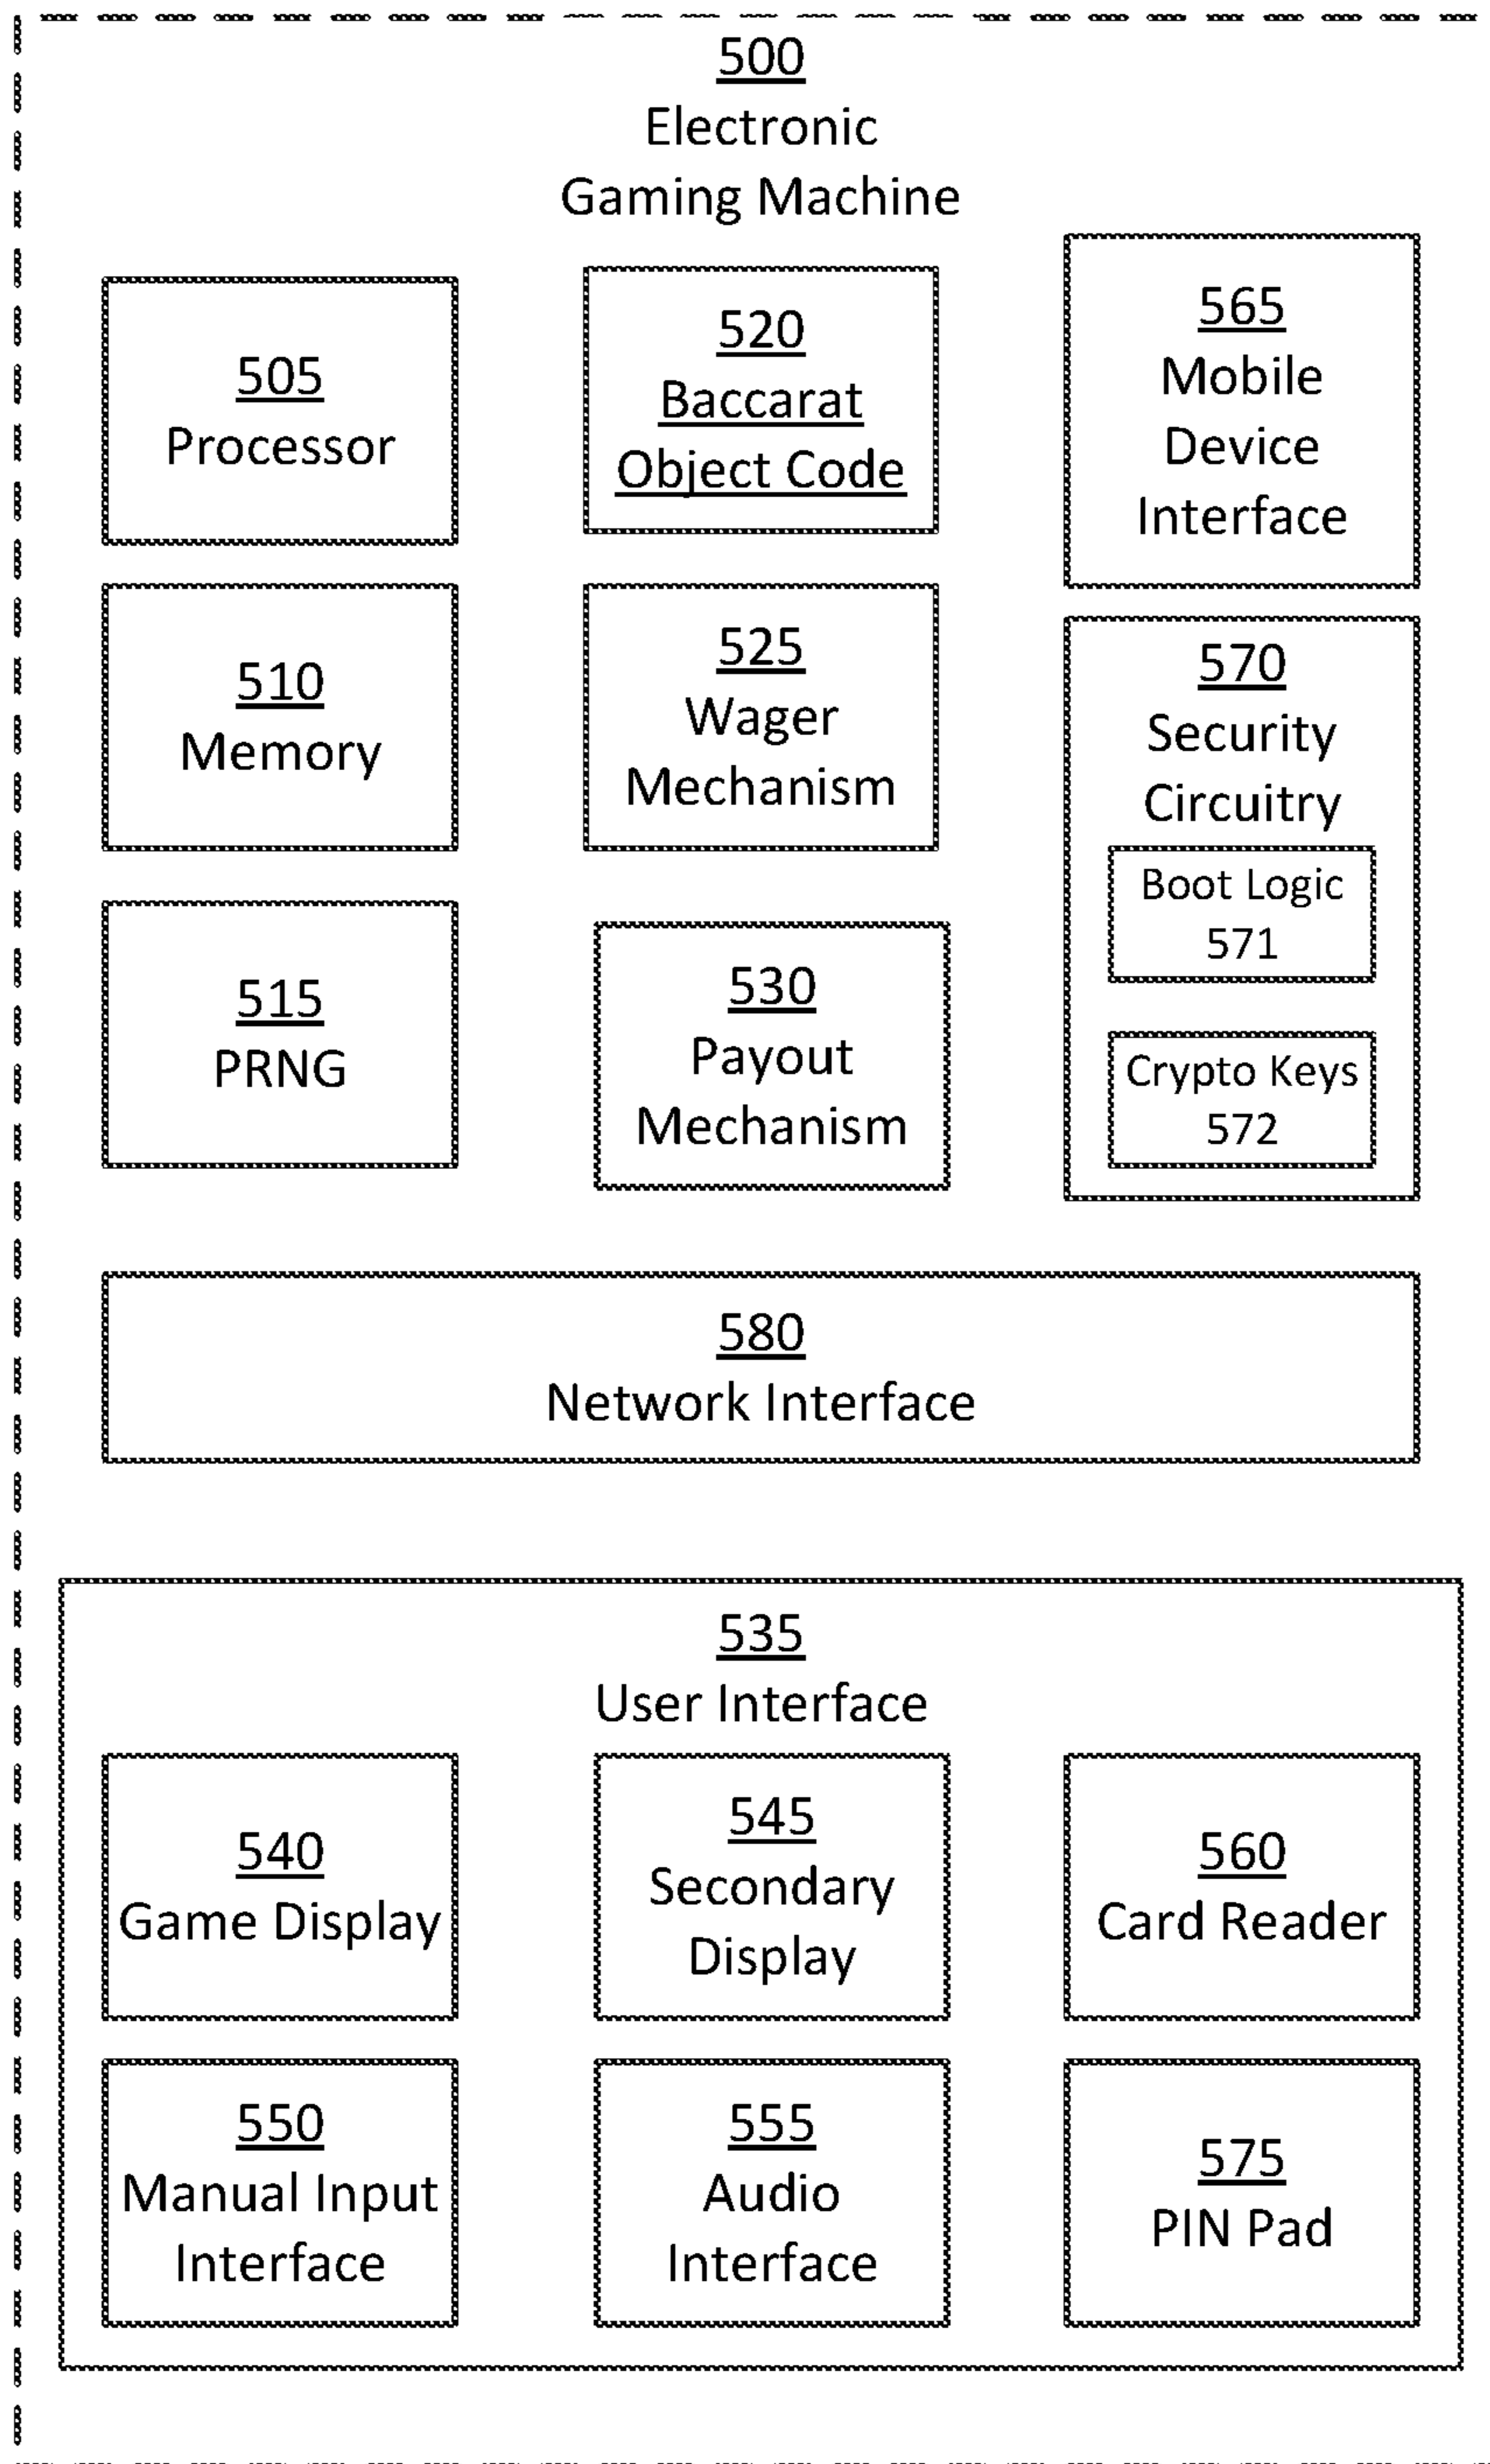 500
Electronic
Gaming Machine
505
Processor
520
Baccarat
Object Code
565
Mobile
Device
Interface
510
Memory
525
Wager
Mechanism
570
Security
Circuitry
Boot Logic
571
Crypto Keys
572
515
PRNG
530
Payout
Mechanism
580
Network Interface
535
User Interface
540
Game Display
545
Secondary
Display
560
Card Reader
550
Manual Input
Interface
555
Audio
Interface
575
PIN Pad